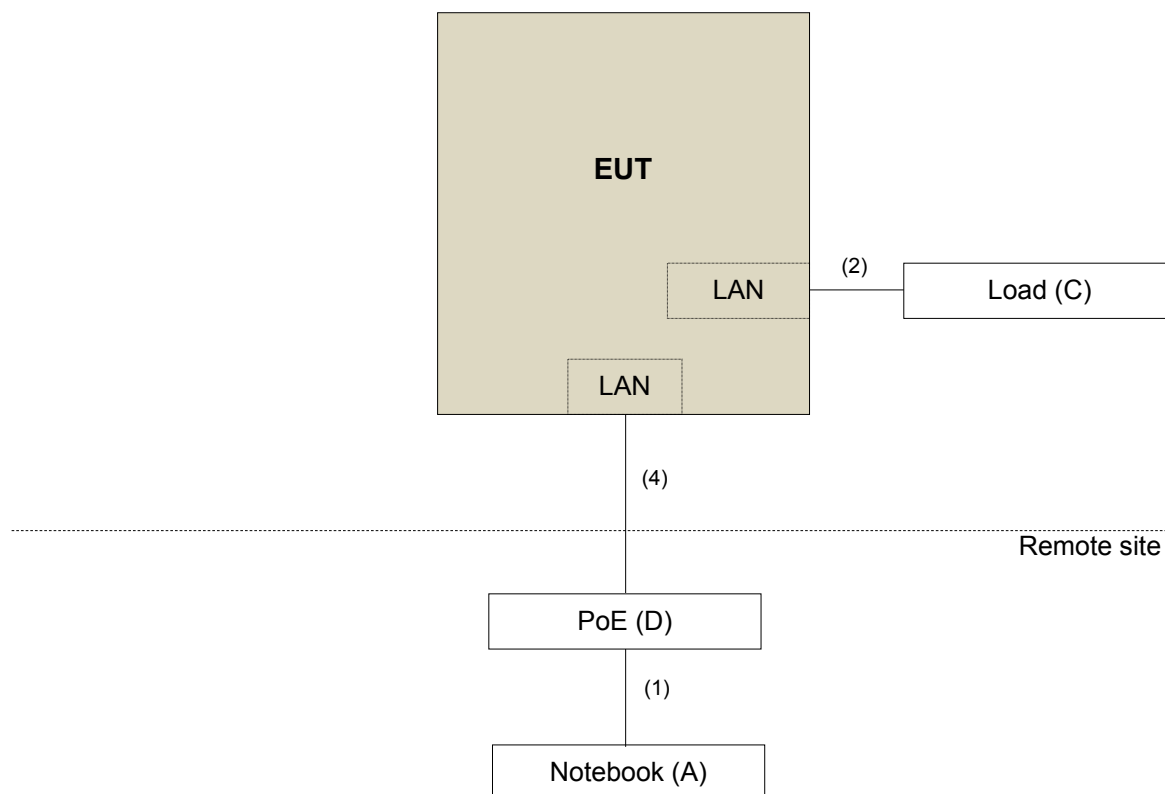 EUT
(2)
LAN
Load (C)
LAN
(4)
Remote site
PoE (D)
(1)
Notebook (A)